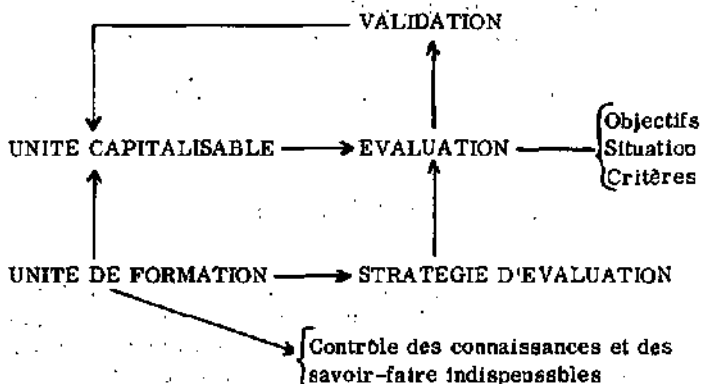 VALIDATION
UNITE CAPITALISABLE
EVALUATION
Objectifs
Situation
Critères
UNITE DE FORMATION
STRATEGIE D'EVALUATION
Contrôle des connaissances et des
savoir-faire indispensables